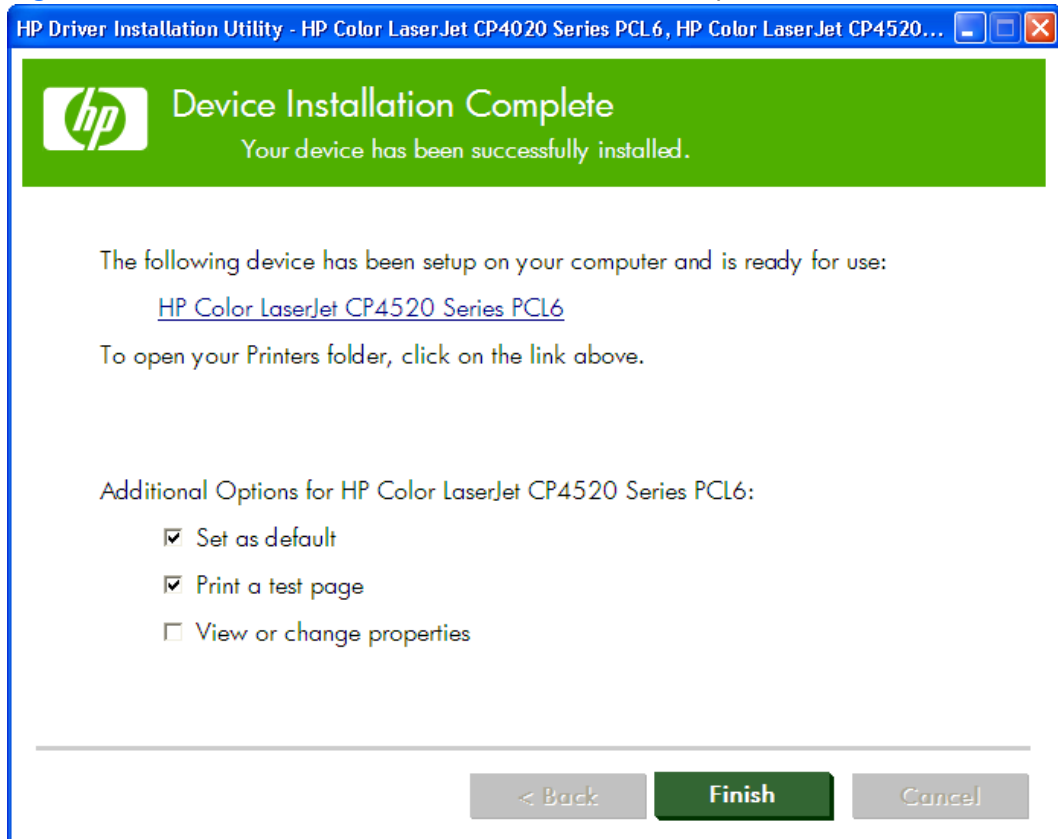 HP Driver Installation Utility - HP Color LaserJet CP4020 Series PCL6, HP Color LaserJet CP4520...
hp
Device Installation Complete
Your device has been successfully installed.
The following device has been setup on your computer and is ready for use:
HP Color LaserJet CP4520 Series PCL6
To open your Printers folder, click on the link above.
Additional Options for HP Color LaserJet CP4520 Series PCL6:
Set as default
Print a test page
View or change properties
< Back Finish Cancel